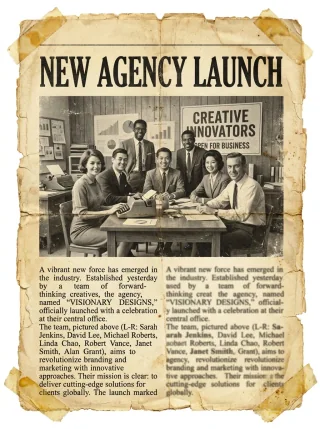 NEW AGENCY LAUNCH
CREATIVE
INNOVATORS
OPEN FOR BUSINESS
A vibrant new force has emerged in
the industry. Established yesterday
by a team of forward-
thinking creatives, the agency,
named "VISIONARY DESIGNS,"
officially launched with a celebration
at their central office.
The team, pictured above (L-R: Sarah
Jenkins, David Lee, Michael Roberts,
Linda Chao, Robert Vance, Janet
Smith, Alan Grant), aims to
revolutionize branding and
marketing with innovative
approaches. Their mission is clear: to
deliver cutting-edge solutions for
clients globally. The launch marked
A vibrant new force has emerged in
the industry. Established yesterday
used by a team of forward-
thinking creat the agency, named
"VISIONARY DESIGNS," official-
ly launched with a celebration at their
central office.
The team, pictured above (L-R: Sa-
rah Jenkins, David Lee, Michael
Robert Linda Chao, Robert
Vance, Janet Smith, Grant), aims to
agency, revolutionize revolutionize
branding and marketing with innova-
tive approaches. Their mission: a the
cutting-edge solutions for clients
globally.